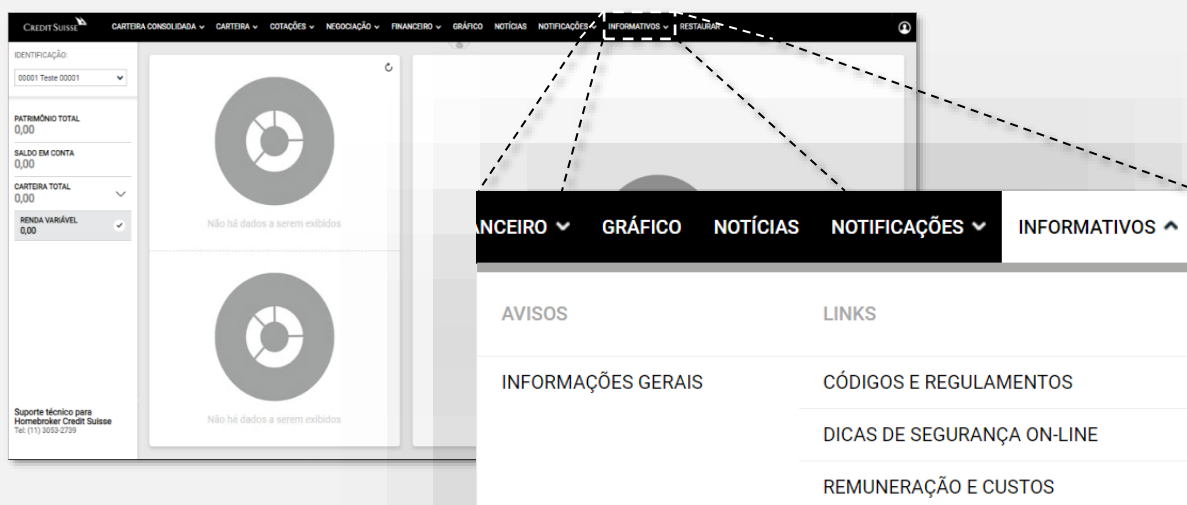 CREDIT SUISSE
CARTEIRA CONSOLIDADA CARTEIRA COTAÇÕES NEGOCIAÇÃO FINANCEIRO GRÁFICO NOTÍCIAS NOTIFICAÇÕES INFORMATIVOS RESTAURAR
IDENTIFICAÇÃO:
00001 Teste 00001
PATRIMÔNIO TOTAL
0,00
SALDO EM CONTA
0,00
CARTEIRA TOTAL
0,00
RENDA VARIÁVEL
0,00
Suporte técnico para
Homebroker Credit Suisse
Tel: (11) 3053-2739
Não há dados a serem exibidos
Não há dados a serem exibidos
ANCEIRO GRÁFICO NOTÍCIAS NOTIFICAÇÕES INFORMATIVOS
AVISOS
INFORMAÇÕES GERAIS
LINKS
CÓDIGOS E REGULAMENTOS
DICAS DE SEGURANÇA ON-LINE
REMUNERAÇÃO E CUSTOS